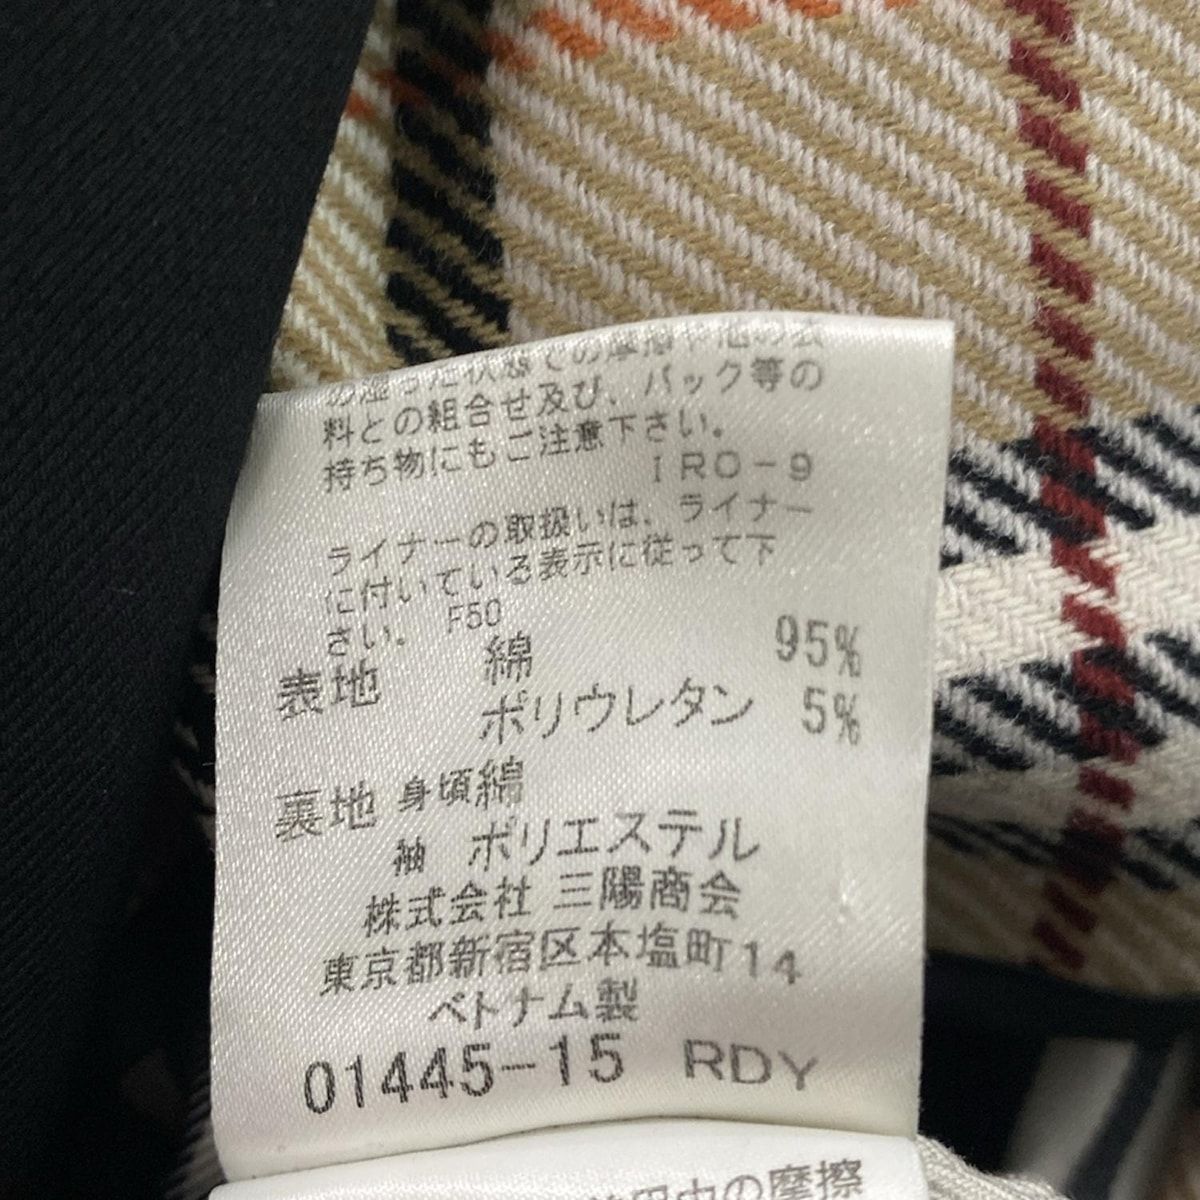 め湿った状態での摩擦や他の衣
料との組合せ及び、バック等の
持ち物にもご注意下さい。
IRO-9
ライナーの取扱いは、ライナー
に付いている表示に従って下
さい。 F50
表地 綿 95%
ポリウレタン 5%
裏地 身頃綿
袖 ポリエステル
株式会社 三陽商会
東京都新宿区本塩町14
ベトナム製
01445-15 RDY
中の摩擦